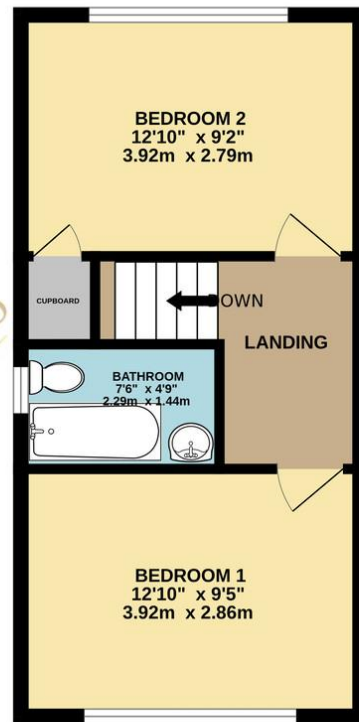 BEDROOM 2
12'10" x 9'2"
3.92m x 2.79m
CUPBOARD
DOWN
LANDING
BATHROOM
7'6" x 4'9"
2.29m x 1.44m
BEDROOM 1
12'10" x 9'5"
3.92m x 2.86m